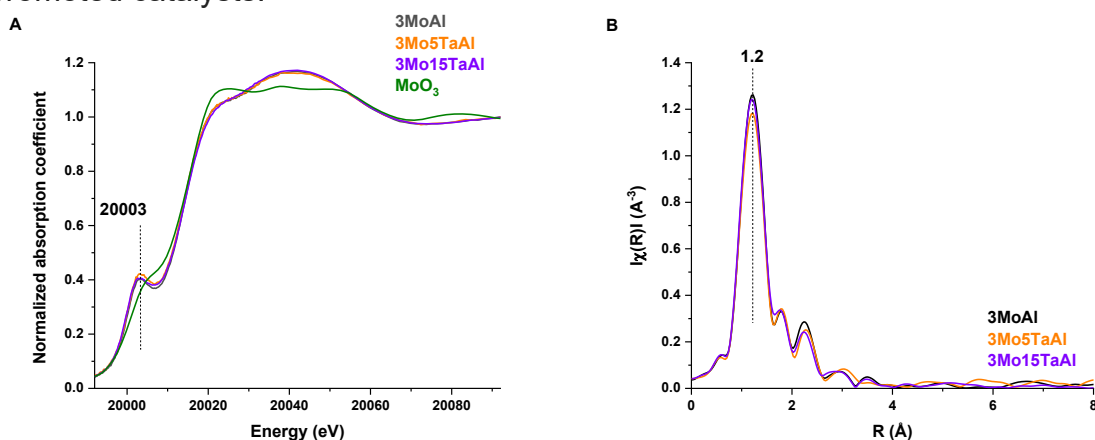 A
3MoAl
3Mo5TaAl
3Mo15TaAl
MoO₃
1.2
1.0
0.8
0.6
0.4
0.2
0.0
20003
20000 20020 20040 20060 20080
Normalized absorption coefficient
Energy (eV)
B
1.2
1.4
1.2
1.0
0.8
0.6
0.4
0.2
0.0
0 2 4 6 8
Iχ(R)I (A⁻³)
R (Å)
3MoAl
3Mo5TaAl
3Mo15TaAl